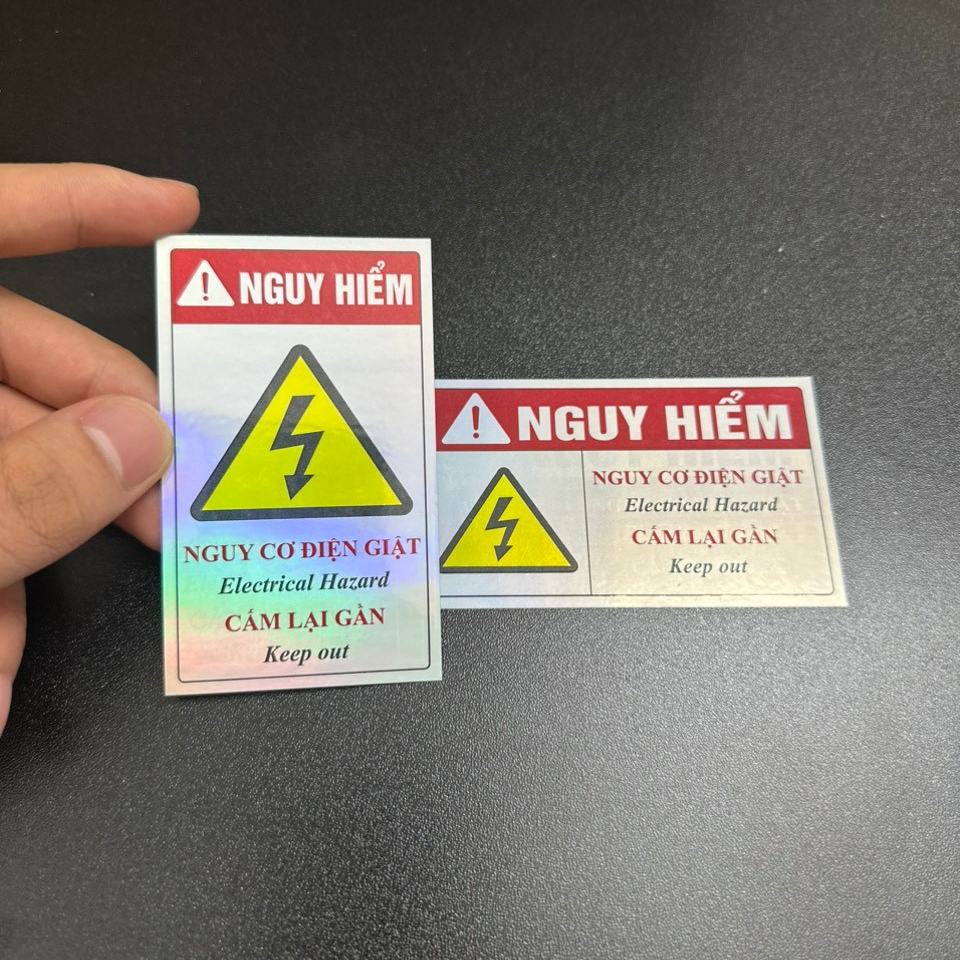 NGUY HIỂM
NGUY CƠ ĐIỆN GIẬT
Electrical Hazard
CẤM LẠI GẦN
Keep out
NGUY HIỂM
NGUY CƠ ĐIỆN GIẬT
Electrical Hazard
CẤM LẠI GẦN
Keep out